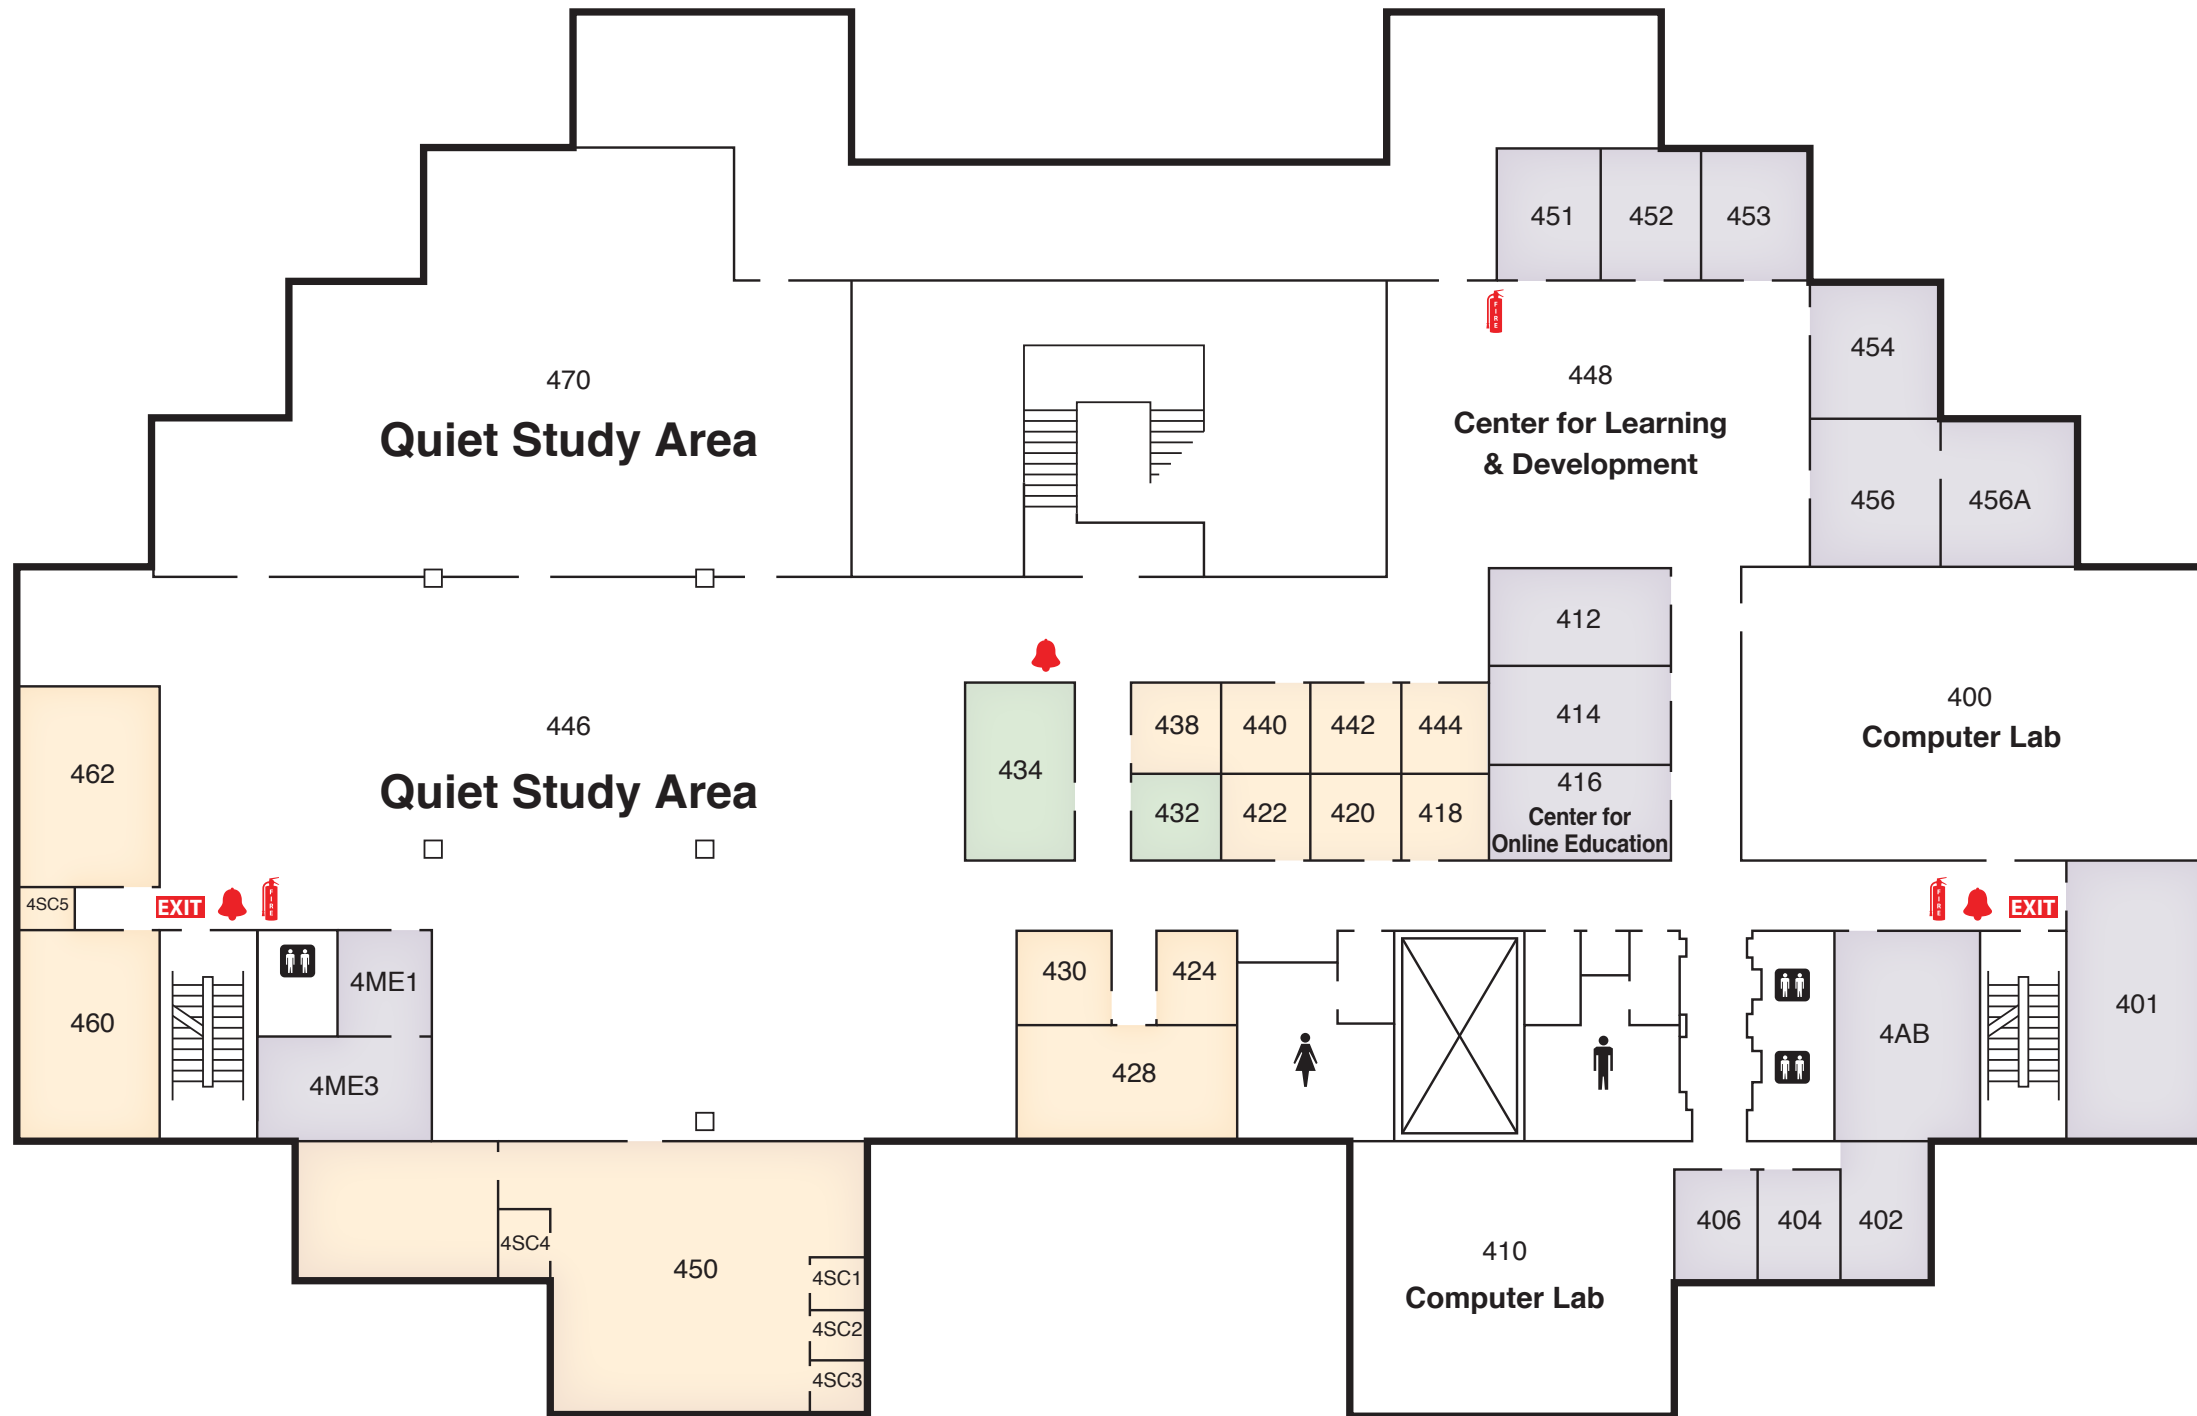 451
452
453
FIRE
454
470
448
Quiet Study Area
Center for Learning
& Development
456
456A
412
400
Computer Lab
414
438
440
442
444
446
Quiet Study Area
434
462
416
Center for
Online Education
432
422
420
418
4SC5
EXIT
FIRE
FIRE
EXIT
430
424
4ME1
401
460
4AB
428
4ME3
406
404
402
4SC4
450
410
Computer Lab
4SC1
4SC2
4SC3